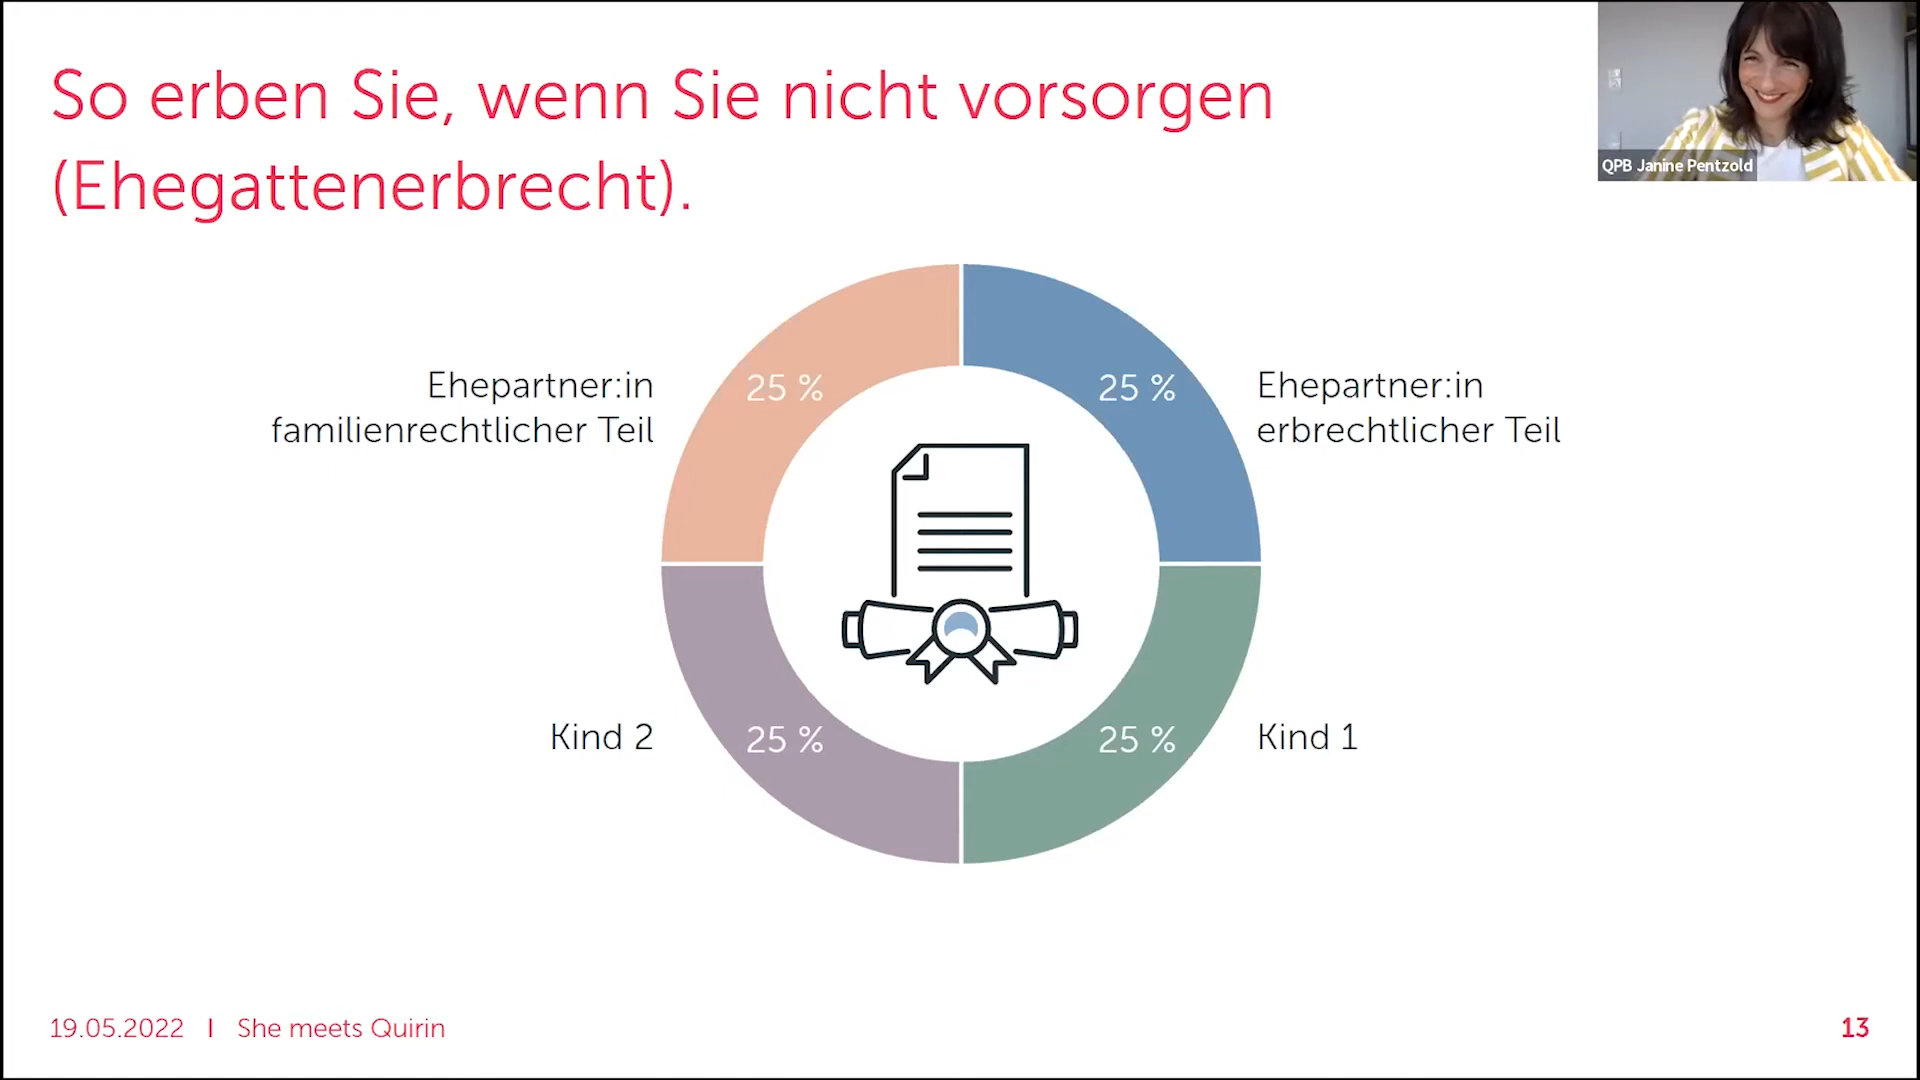 So erben Sie, wenn Sie nicht vorsorgen
(Ehegattenerbrecht).
QPB Janine Pentzold
Ehepartner:in
familienrechtlicher Teil
25 %
25 %
Ehepartner:in
erbrechtlicher Teil
Kind 2
25 %
25 %
Kind 1
19.05.2022 I She meets Quirin
13